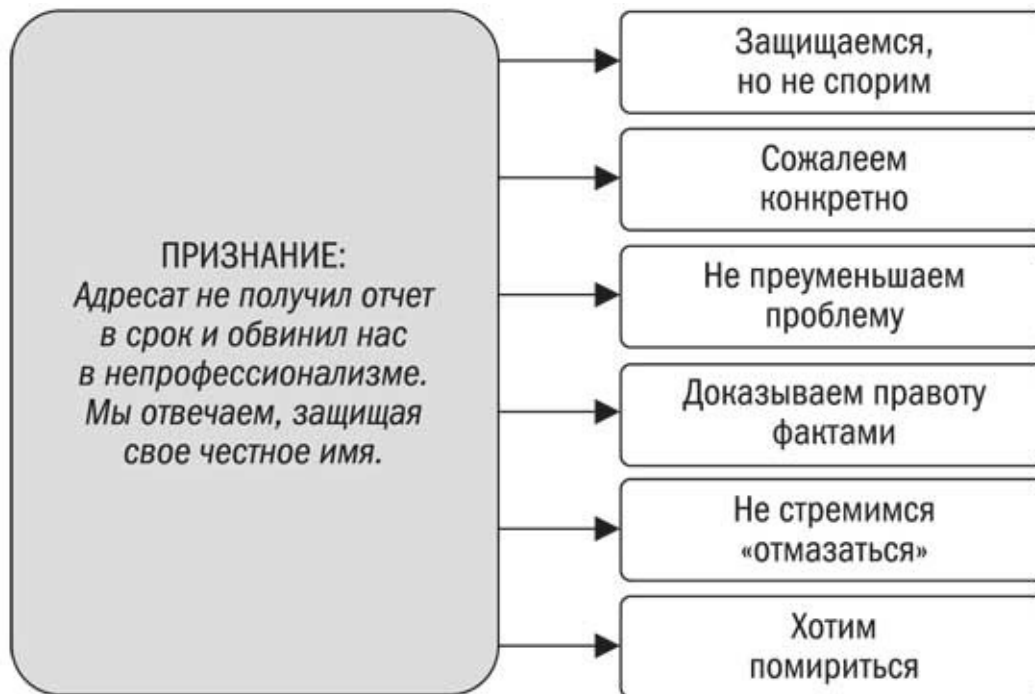 ПРИЗНАНИЕ:
Адресат не получил отчет
в срок и обвинил нас
в непрофессионализме.
Мы отвечаем, защищая
свое честное имя.
Защищаемся,
но не спорим
Сожалеем
конкретно
Не преуменьшаем
проблему
Доказываем правоту
фактами
Не стремимся
«отмазаться»
Хотим
помириться